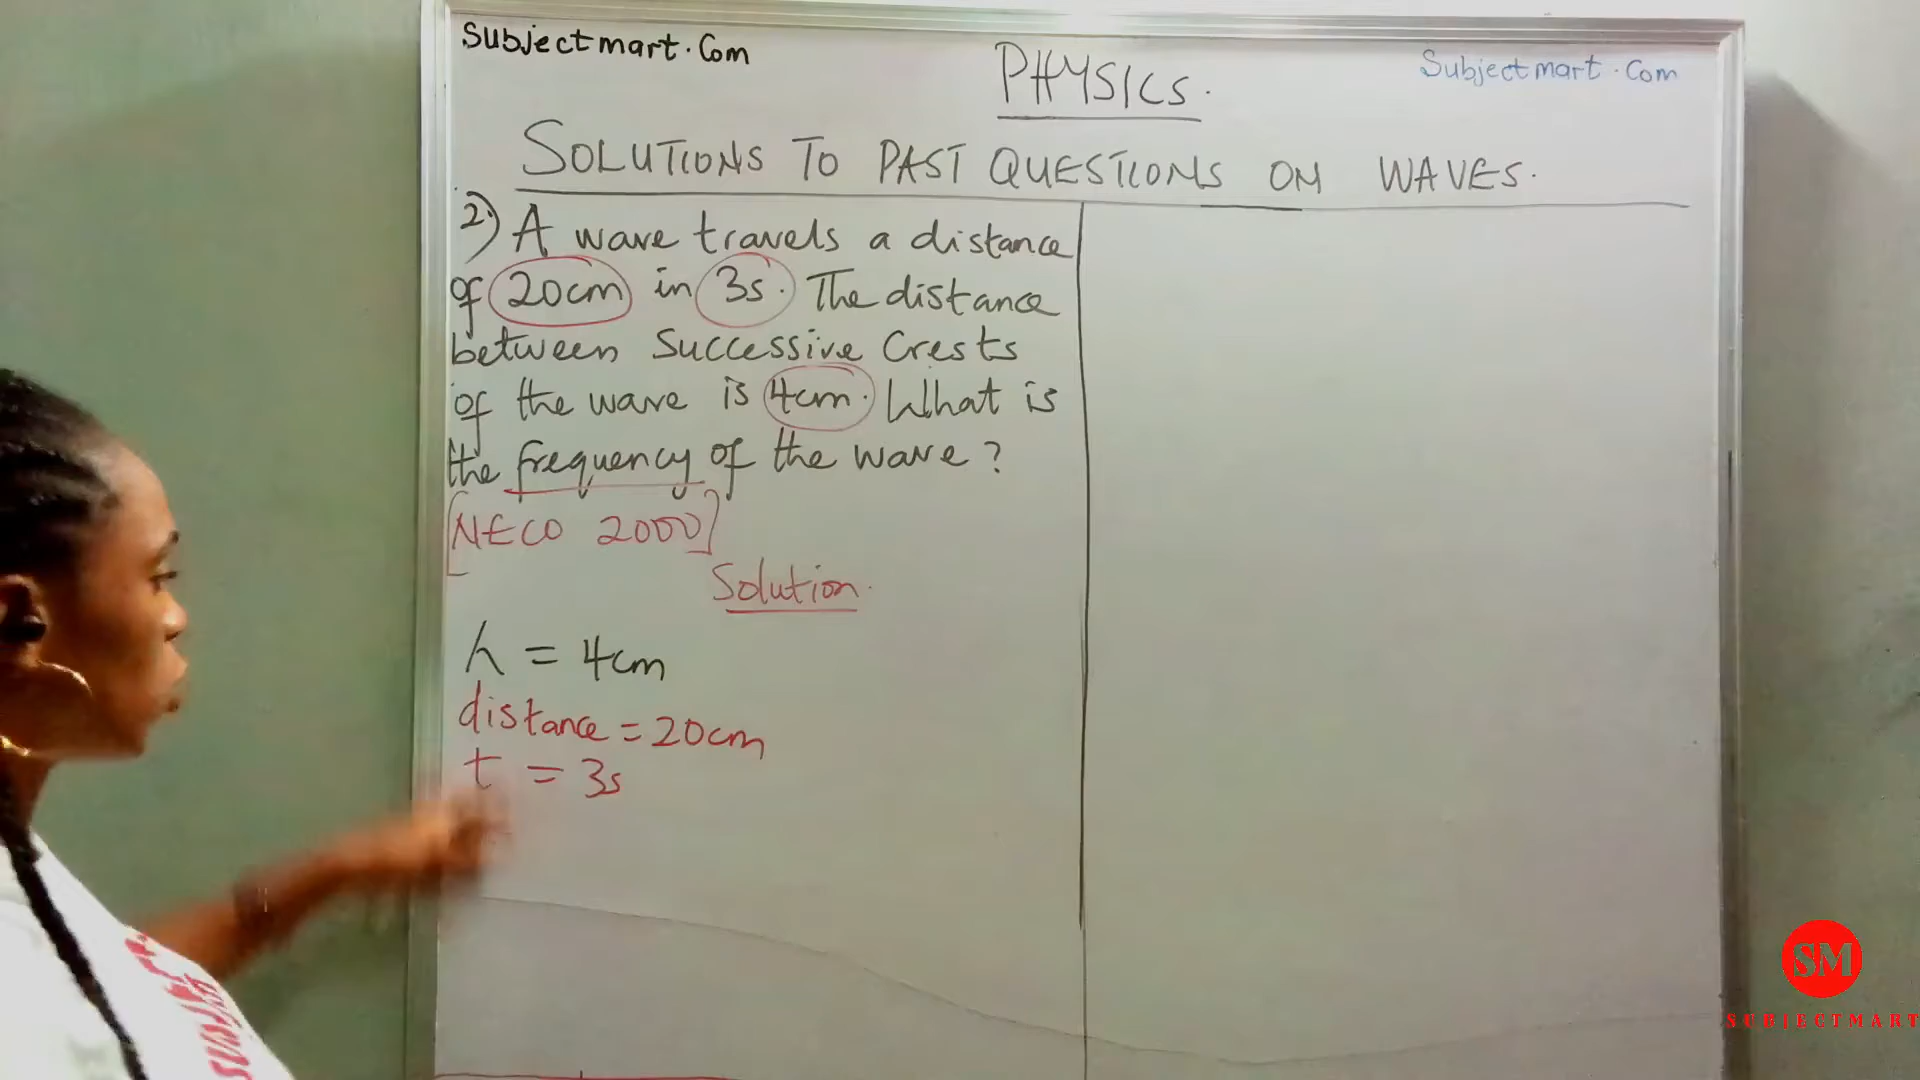 Subjectmart.Com
PHYSICS.
Subjectmart.Com
SOLUTIONS TO PAST QUESTIONS ON WAVES.
2.) A wave travels a distance
of 20cm in 3s. The distance
between Successive Crests
of the wave is 4cm. What is
the frequency of the wave?
[NECO 2000]
Solution.
λ = 4cm
distance = 20cm
t = 3s
SM
SUBJECTMART